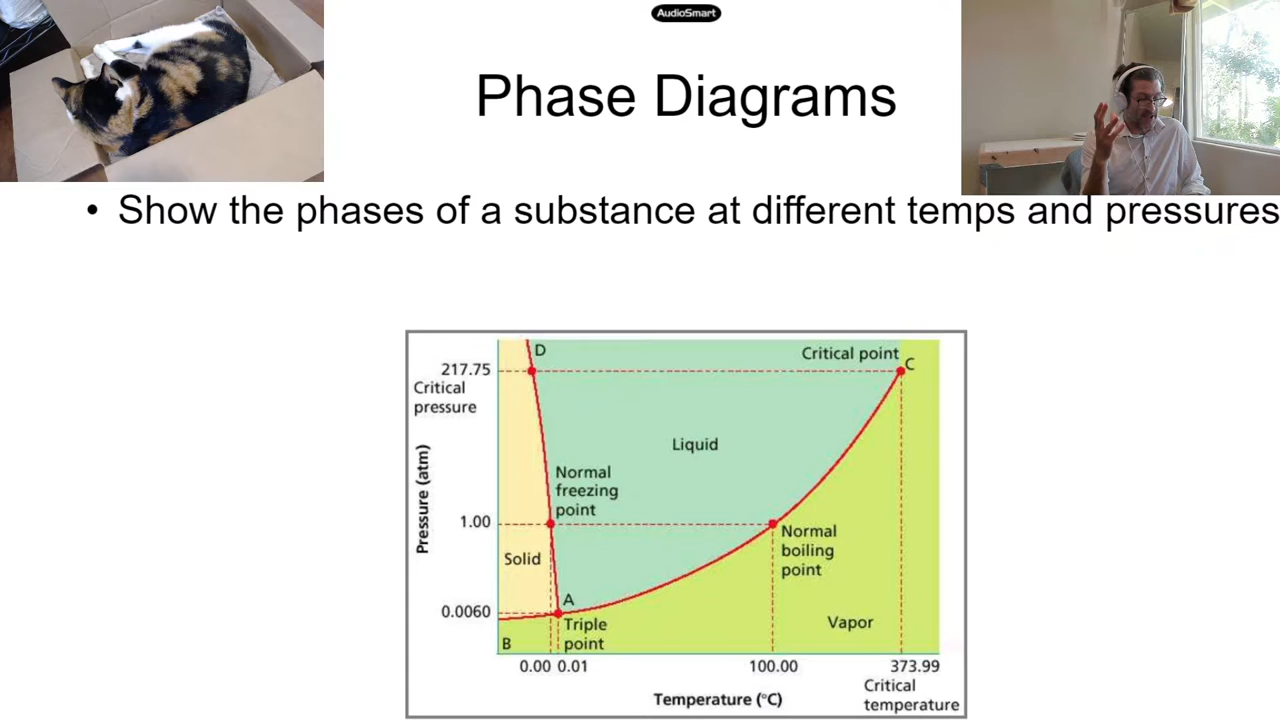 AudioSmart
Phase Diagrams
• Show the phases of a substance at different temps and pressures
D
Critical point
C
217.75
Critical
pressure
Liquid
Normal
freezing
point
Pressure (atm)
1.00
Normal
boiling
point
Solid
A
0.0060
Triple
point
Vapor
B
0.00 0.01
100.00
373.99
Temperature (°C)
Critical
temperature